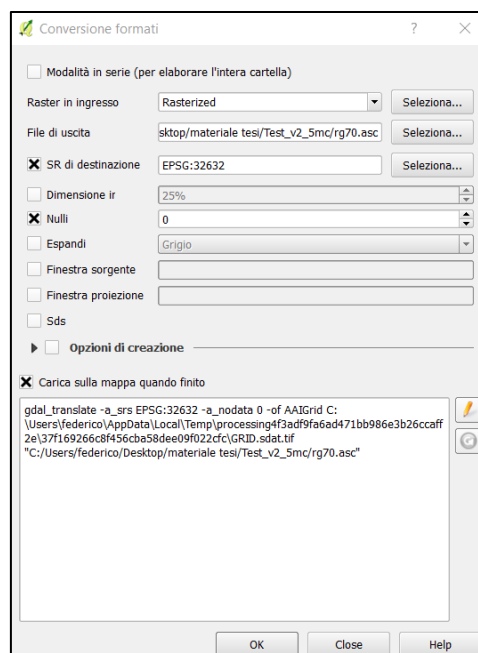 Conversione formati
Modalità in serie (per elaborare l'intera cartella)
Raster in ingresso Rasterized Seleziona...
File di uscita sktop/materiale tesi/Test_v2_5mc/rg70.asc Seleziona...
SR di destinazione EPSG:32632 Seleziona...
Dimensione ir 25%
Nulli 0
Espandi Grigio
Finestra sorgente
Finestra proiezione
Sds
Opzioni di creazione
Carica sulla mappa quando finito
gdal_translate -a_srs EPSG:32632 -a_nodata 0 -of AAIGrid C:
\Users\federico\AppData\Local\Temp\processing4f3adf9fa6ad471bb986e3b26ccaff
2e\37f169266c8f456cba58dee09f022cfc\GRID.sdat.tif
"C:/Users/federico/Desktop/materiale tesi/Test_v2_5mc/rg70.asc"
OK Close Help